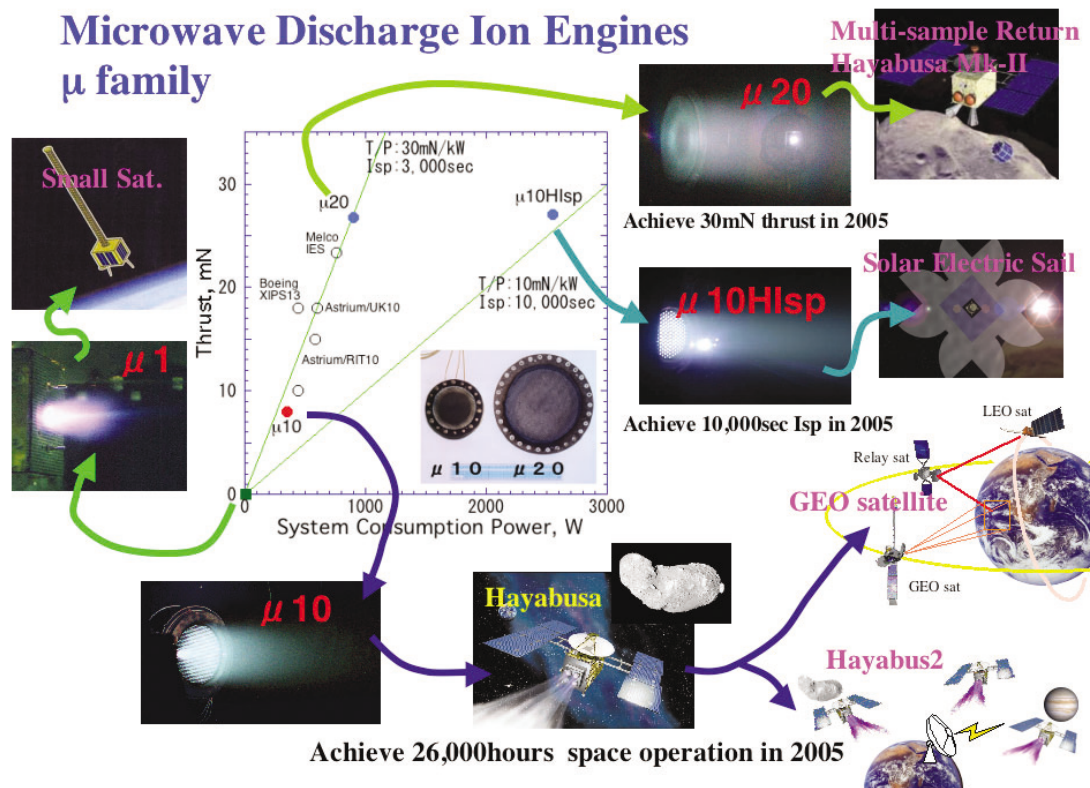 Microwave Discharge Ion Engines
μ family
Multi-sample Return
Hayabusa Mk-II
μ20
Achieve 30mN thrust in 2005
Small Sat.
μ1
Thrust, mN
30
20
10
0
T/P:30mN/kW
Isp:3,000sec
μ20
μ10HIsp
Melco
IES
Boeing
XIPS13
Astrium/UK10
T/P:10mN/kW
Isp:10,000sec
Astrium/RIT10
μ10
μ10
μ20
0
1000
2000
3000
System Consumption Power, W
Solar Electric Sail
μ10HIsp
Achieve 10,000sec Isp in 2005
LEO sat
Relay sat
GEO satellite
GEO sat
μ10
Hayabusa
Hayabus2
Achieve 26,000hours space operation in 2005